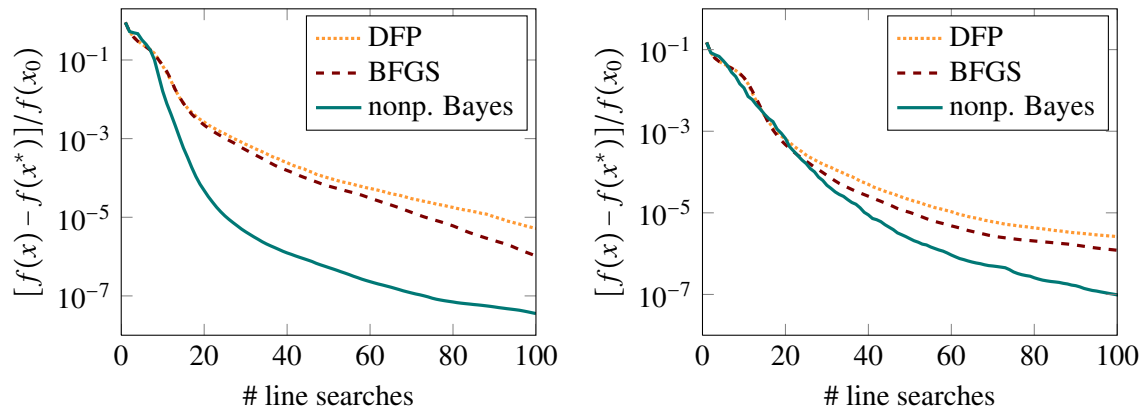 [f(x) − f(x*)]/f(x₀)
10⁻¹
10⁻³
10⁻⁵
10⁻⁷
DFP
BFGS
nonp. Bayes
0 20 40 60 80 100
# line searches
[f(x) − f(x*)]/f(x₀)
10⁻¹
10⁻³
10⁻⁵
10⁻⁷
DFP
BFGS
nonp. Bayes
0 20 40 60 80 100
# line searches